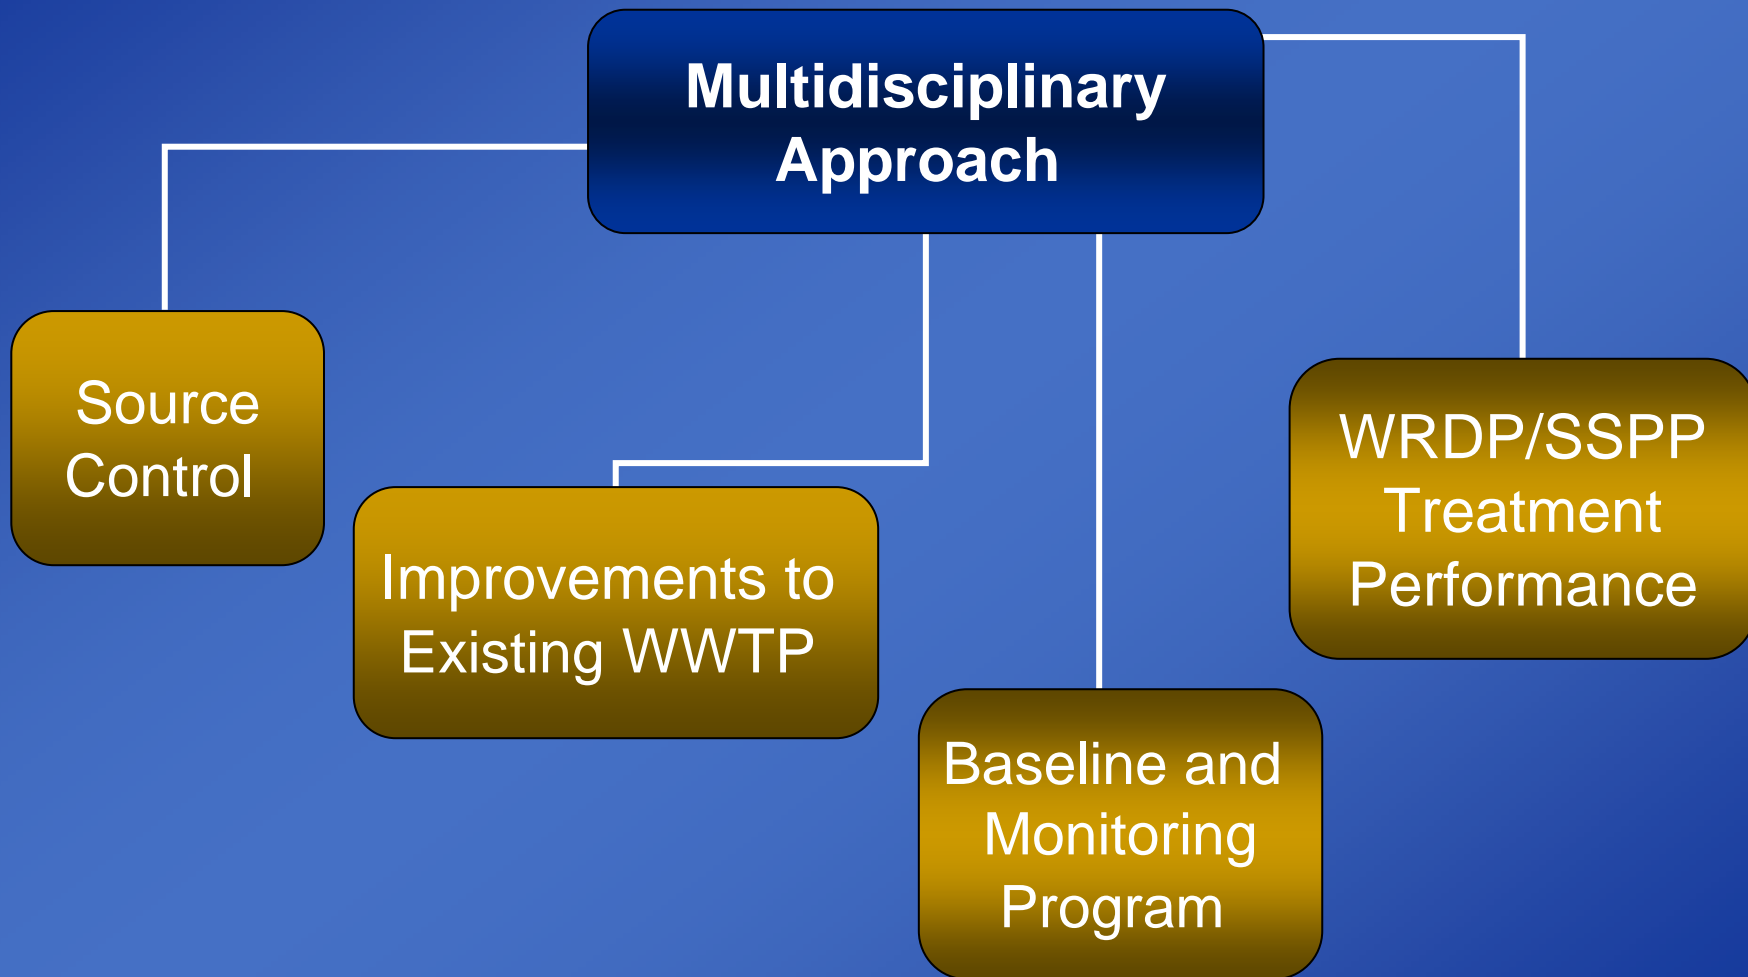 Multidisciplinary
Approach
Source
Control
Improvements to
Existing WWTP
Baseline and
Monitoring
Program
WRDP/SSPP
Treatment
Performance